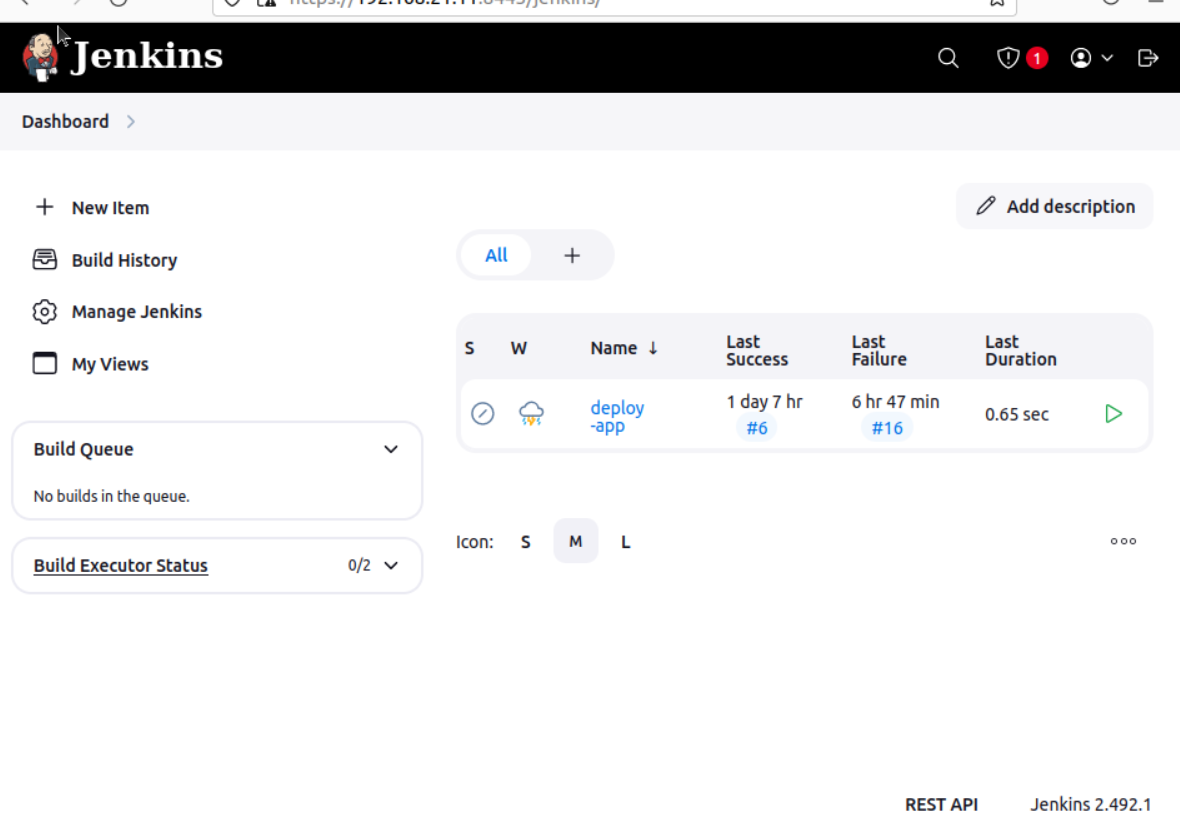 https://192.168.21.11:8443/jenkins/
Jenkins
1
Dashboard
New Item
Build History
Manage Jenkins
My Views
Build Queue
No builds in the queue.
Build Executor Status 0/2
Add description
All
S W Name ↓ Last Success Last Failure Last Duration
deploy-app 1 day 7 hr #6 6 hr 47 min #16 0.65 sec
Icon: S M L
REST API Jenkins 2.492.1